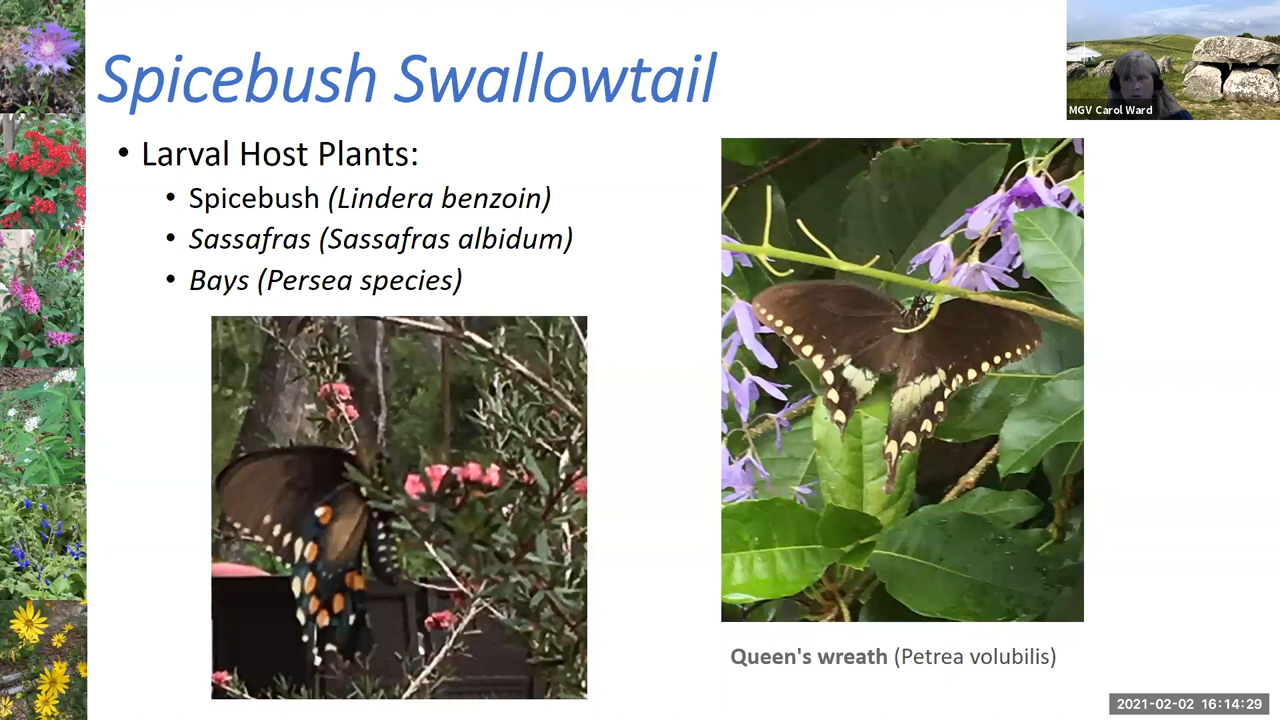 Spicebush Swallowtail
MGV Carol Ward
• Larval Host Plants:
• Spicebush (Lindera benzoin)
• Sassafras (Sassafras albidum)
• Bays (Persea species)
Queen's wreath (Petrea volubilis)
2021-02-02 16:14:29